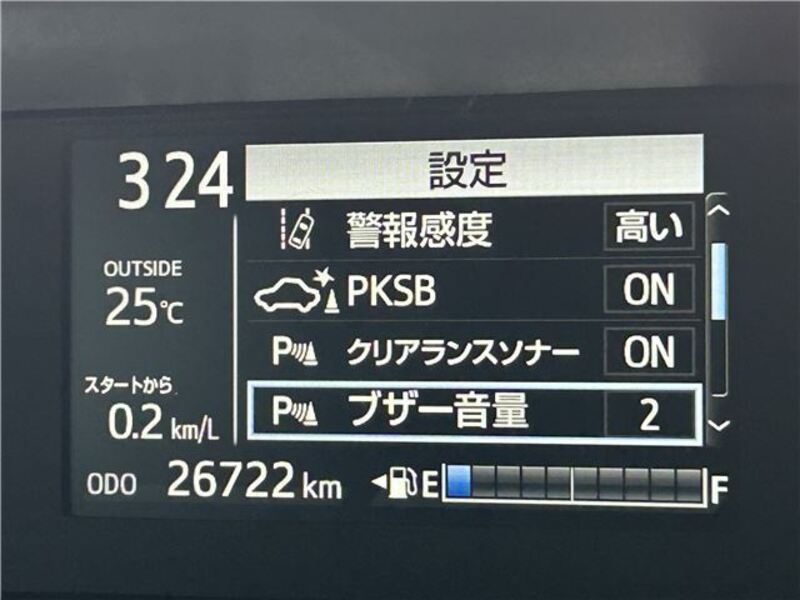 3 24
設定
警報感度 高い
OUTSIDE
25℃
PKSB ON
P クリアランスソナー ON
スタートから
0.2 km/L
P ブザー音量 2
ODO 26722 km
E F